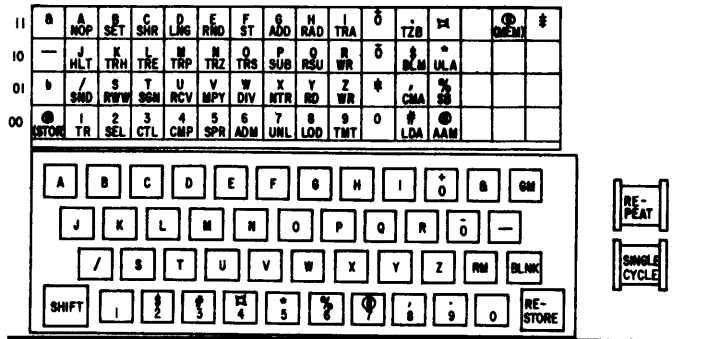 11 & A B C D E F G H I 0 . ¤ ‡
NOP SET SHR LNG RND ST ADD RAD TRA TZB (MEM)
10 — J K L M N O P Q R 0 $ *
HLT TRH TRE TRP TRZ TRS SUB RSU WR BLM ULA
01 b / S T U V W X Y Z ‡ , %
SND RWW SGN RCV MPY DIV NTR RD WR CMA SB
00 @ 1 2 3 4 5 6 7 8 9 0 # @
(STOR) TR SEL CTL CMP SPR ADM UNL LOD TMT LDA AAM
A B C D E F G H I + 0 & GM
J K L M N O P Q R - 0 —
/ S T U V W X Y Z RM BLNK
SHIFT 1 $ 2 # 3 ¤ 4 * 5 % 6 7 , 8 . 9 0 RE-
STORE
RE-
PEAT
SINGLE
CYCLE